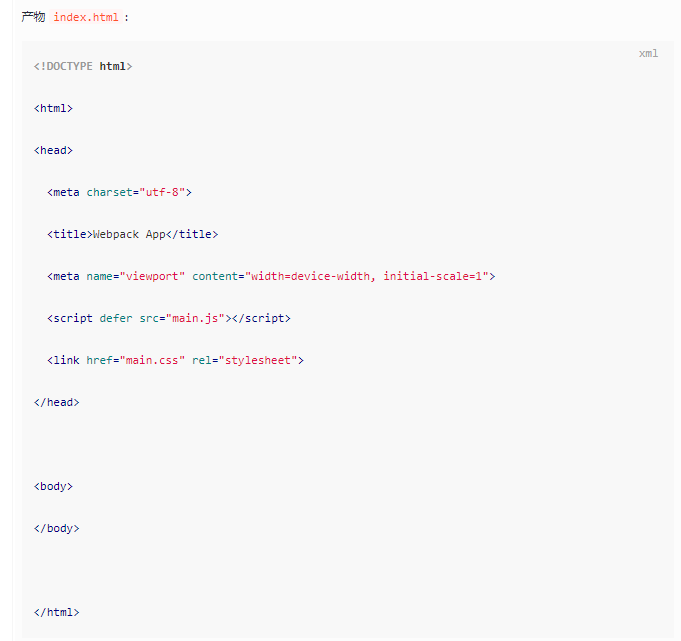 产物 index.html：
xml
<!DOCTYPE html>
<html>
<head>
<meta charset="utf-8">
<title>Webpack App</title>
<meta name="viewport" content="width=device-width, initial-scale=1">
<script defer src="main.js"></script>
<link href="main.css" rel="stylesheet">
</head>
<body>
</body>
</html>